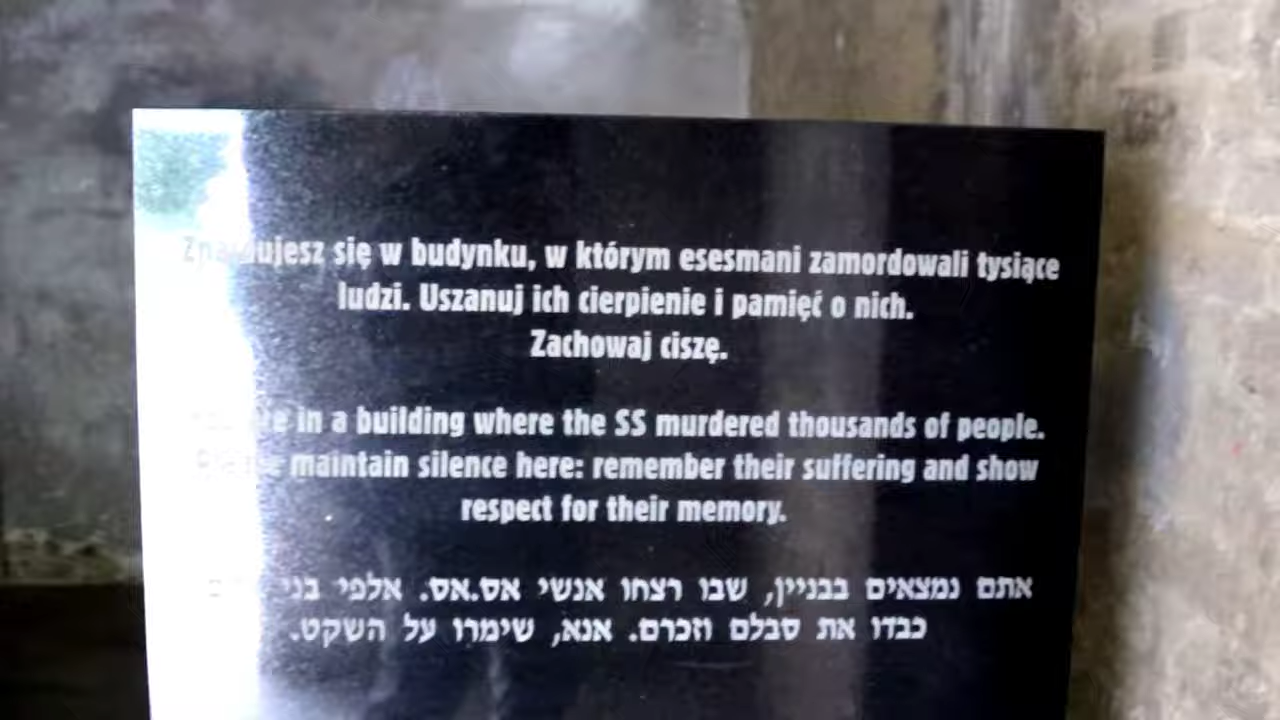 Znajdujesz się w budynku, w którym esesmani zamordowali tysiące
ludzi. Uszanuj ich cierpienie i pamięć o nich.
Zachowaj ciszę.
are in a building where the SS murdered thousands of people.
Please maintain silence here: remember their suffering and show
respect for their memory.
אתם נמצאים בבניין, שבו רצחו אנשי אס.אס. אלפי בני
כבדו את סבלם וזכרם. אנא, שימרו על השקט.